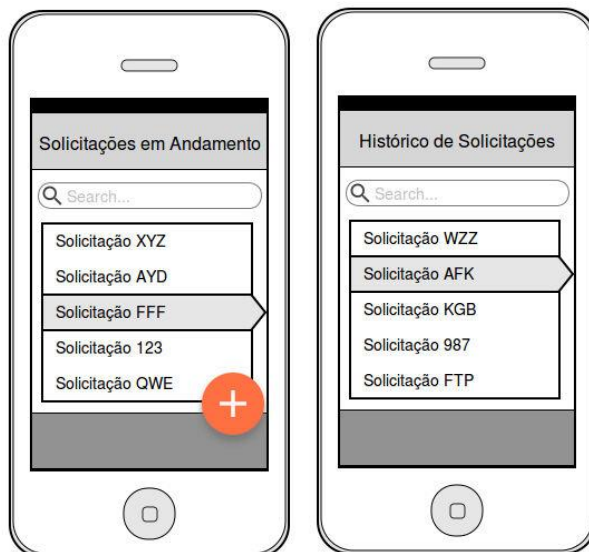 Solicitações em Andamento
Search...
Solicitação XYZ
Solicitação AYD
Solicitação FFF
Solicitação 123
Solicitação QWE
+
Histórico de Solicitações
Search...
Solicitação WZZ
Solicitação AFK
Solicitação KGB
Solicitação 987
Solicitação FTP